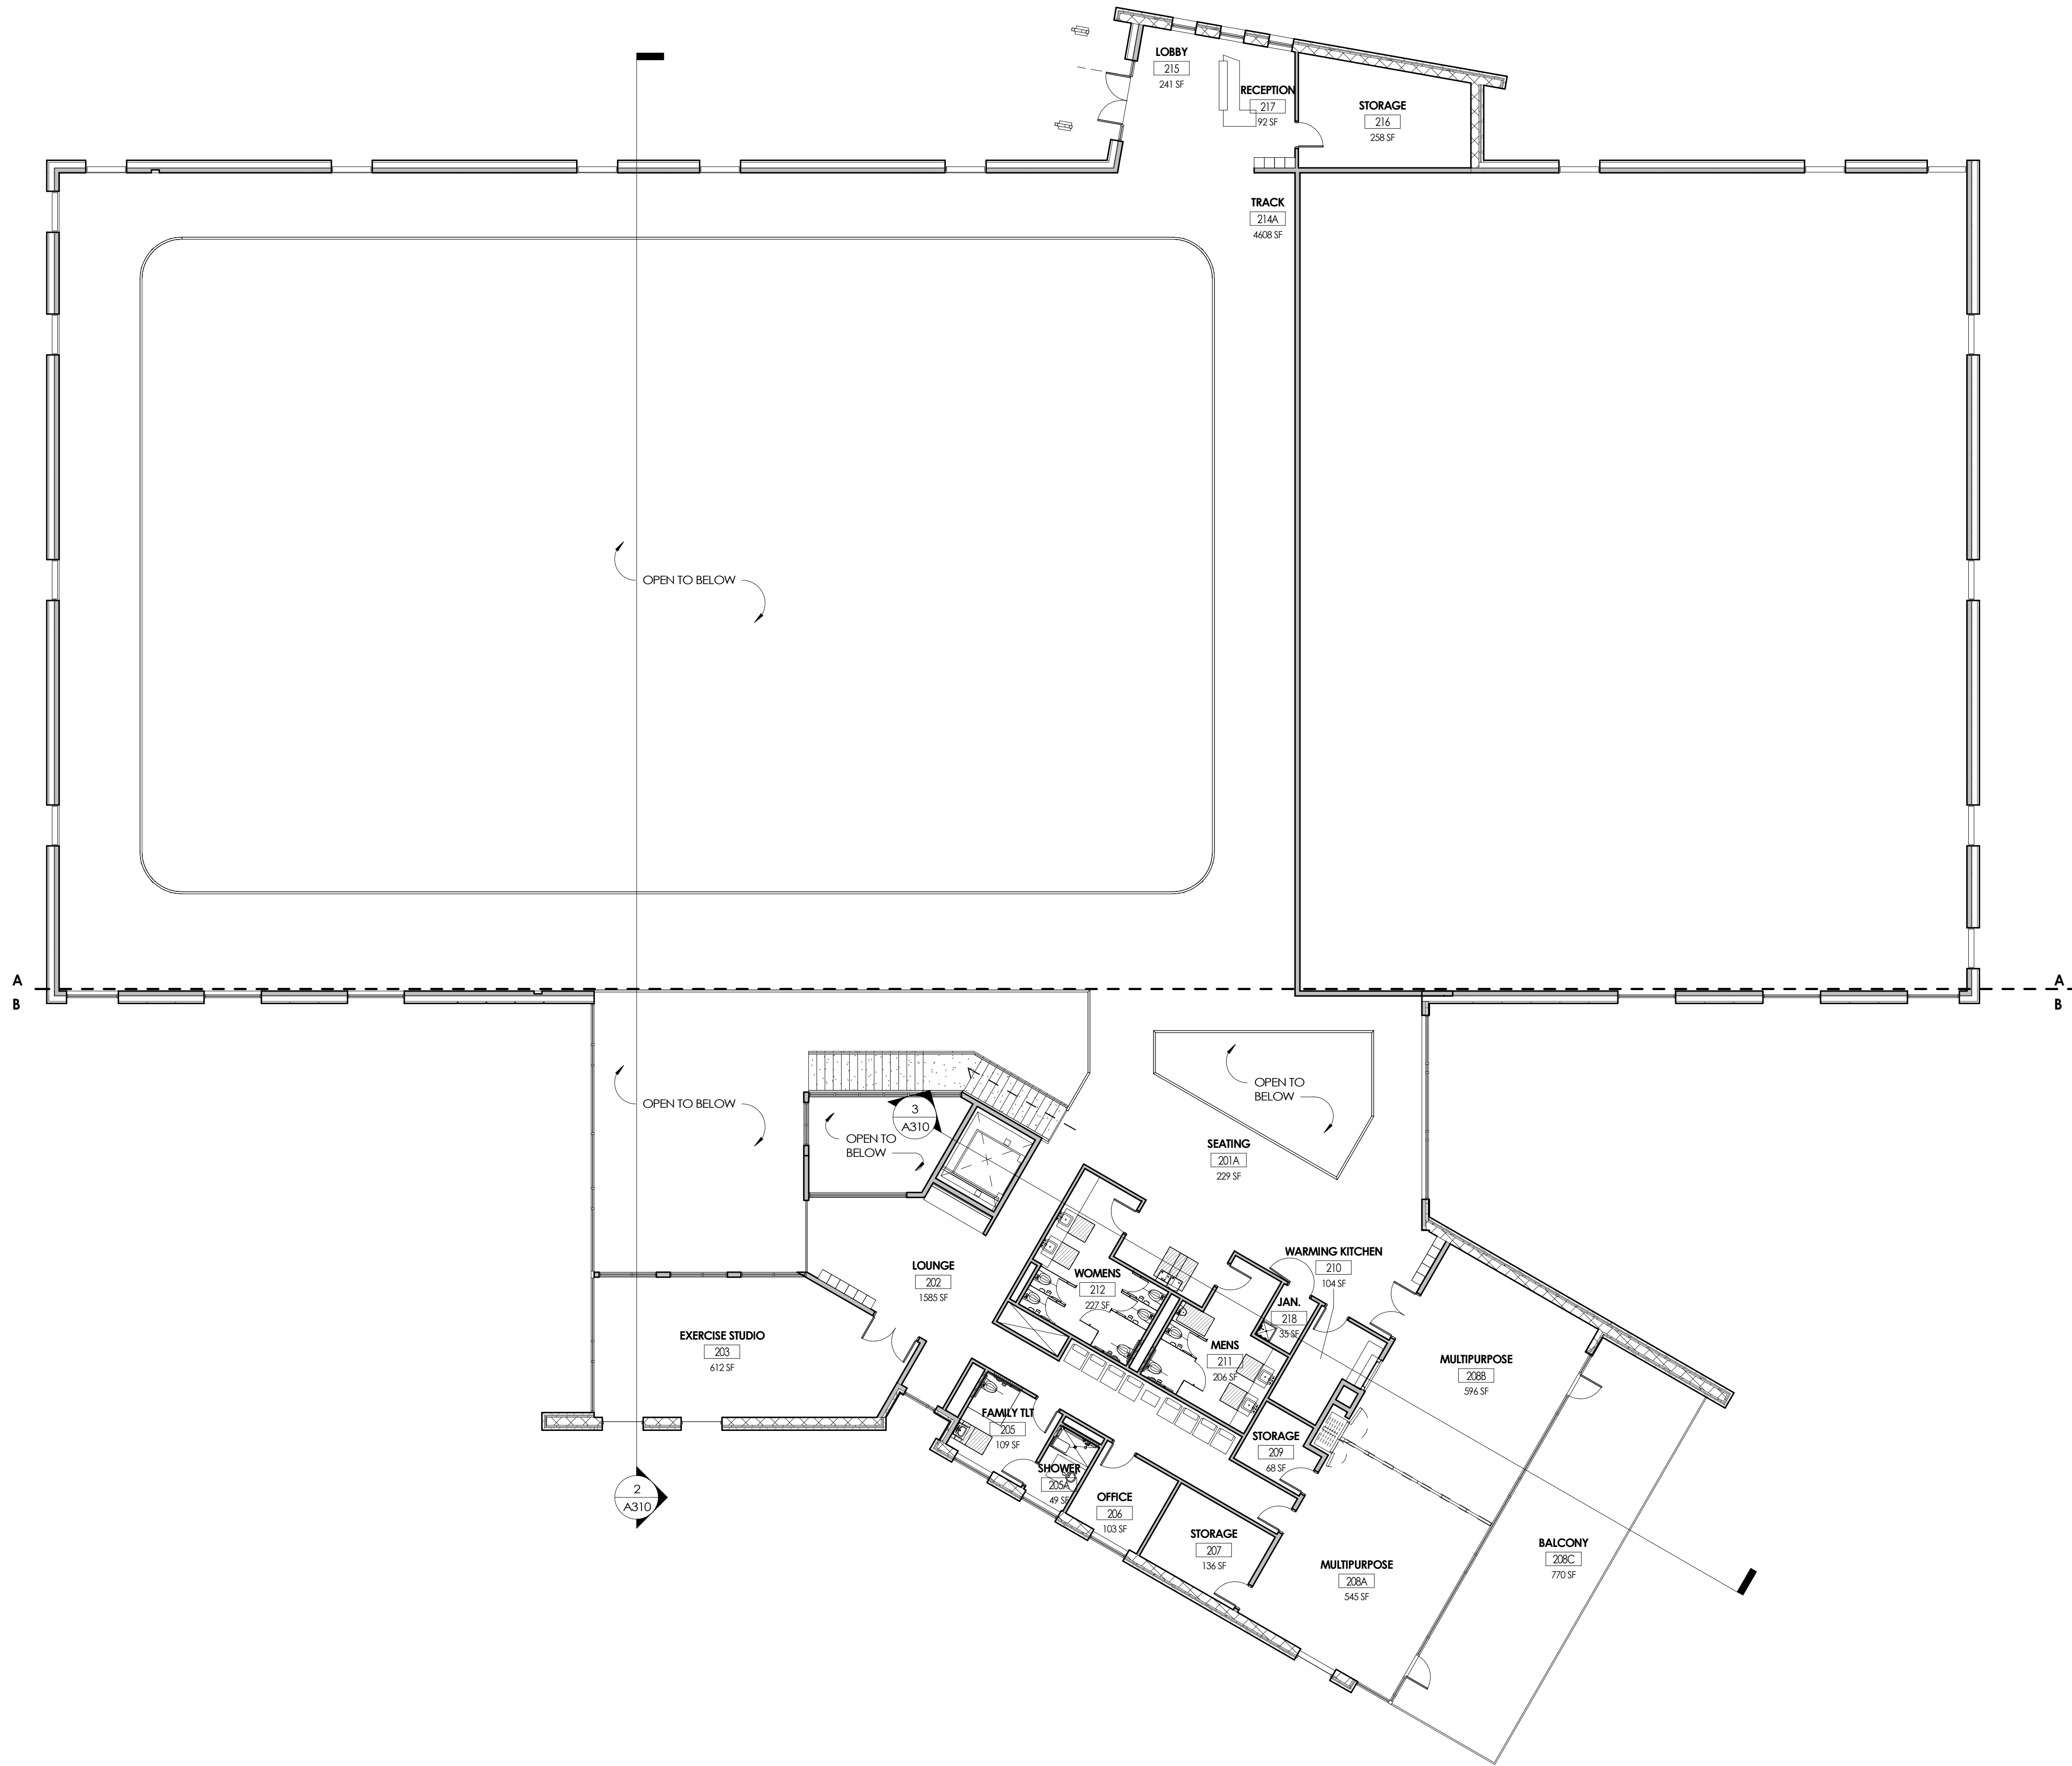 LOBBY
215
241 SF
RECEPTION
217
92 SF
STORAGE
216
258 SF
TRACK
214A
4608 SF
OPEN TO BELOW
A
A
B
B
OPEN TO BELOW
3
A310
OPEN TO
BELOW
OPEN TO
BELOW
SEATING
201A
229 SF
LOUNGE
202
1585 SF
WOMENS
212
227 SF
WARMING KITCHEN
210
104 SF
JAN.
218
35 SF
EXERCISE STUDIO
203
612 SF
MENS
211
206 SF
MULTIPURPOSE
208B
596 SF
FAMILY TLT
205
109 SF
STORAGE
209
68 SF
SHOWER
205A
49 SF
2
A310
OFFICE
206
103 SF
STORAGE
207
136 SF
MULTIPURPOSE
208A
545 SF
BALCONY
208C
770 SF